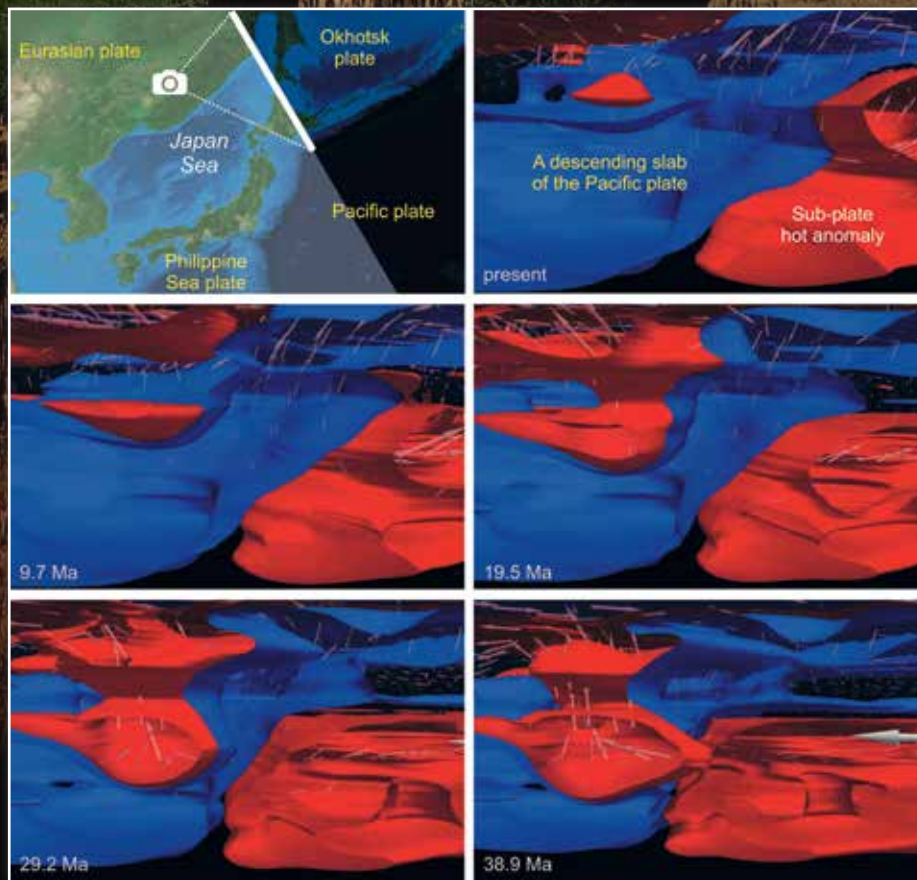 Eurasian plate
Okhotsk
plate
Japan
Sea
Pacific plate
Philippine
Sea plate
A descending slab
of the Pacific plate
Sub-plate
hot anomaly
present
9.7 Ma
19.5 Ma
29.2 Ma
38.9 Ma